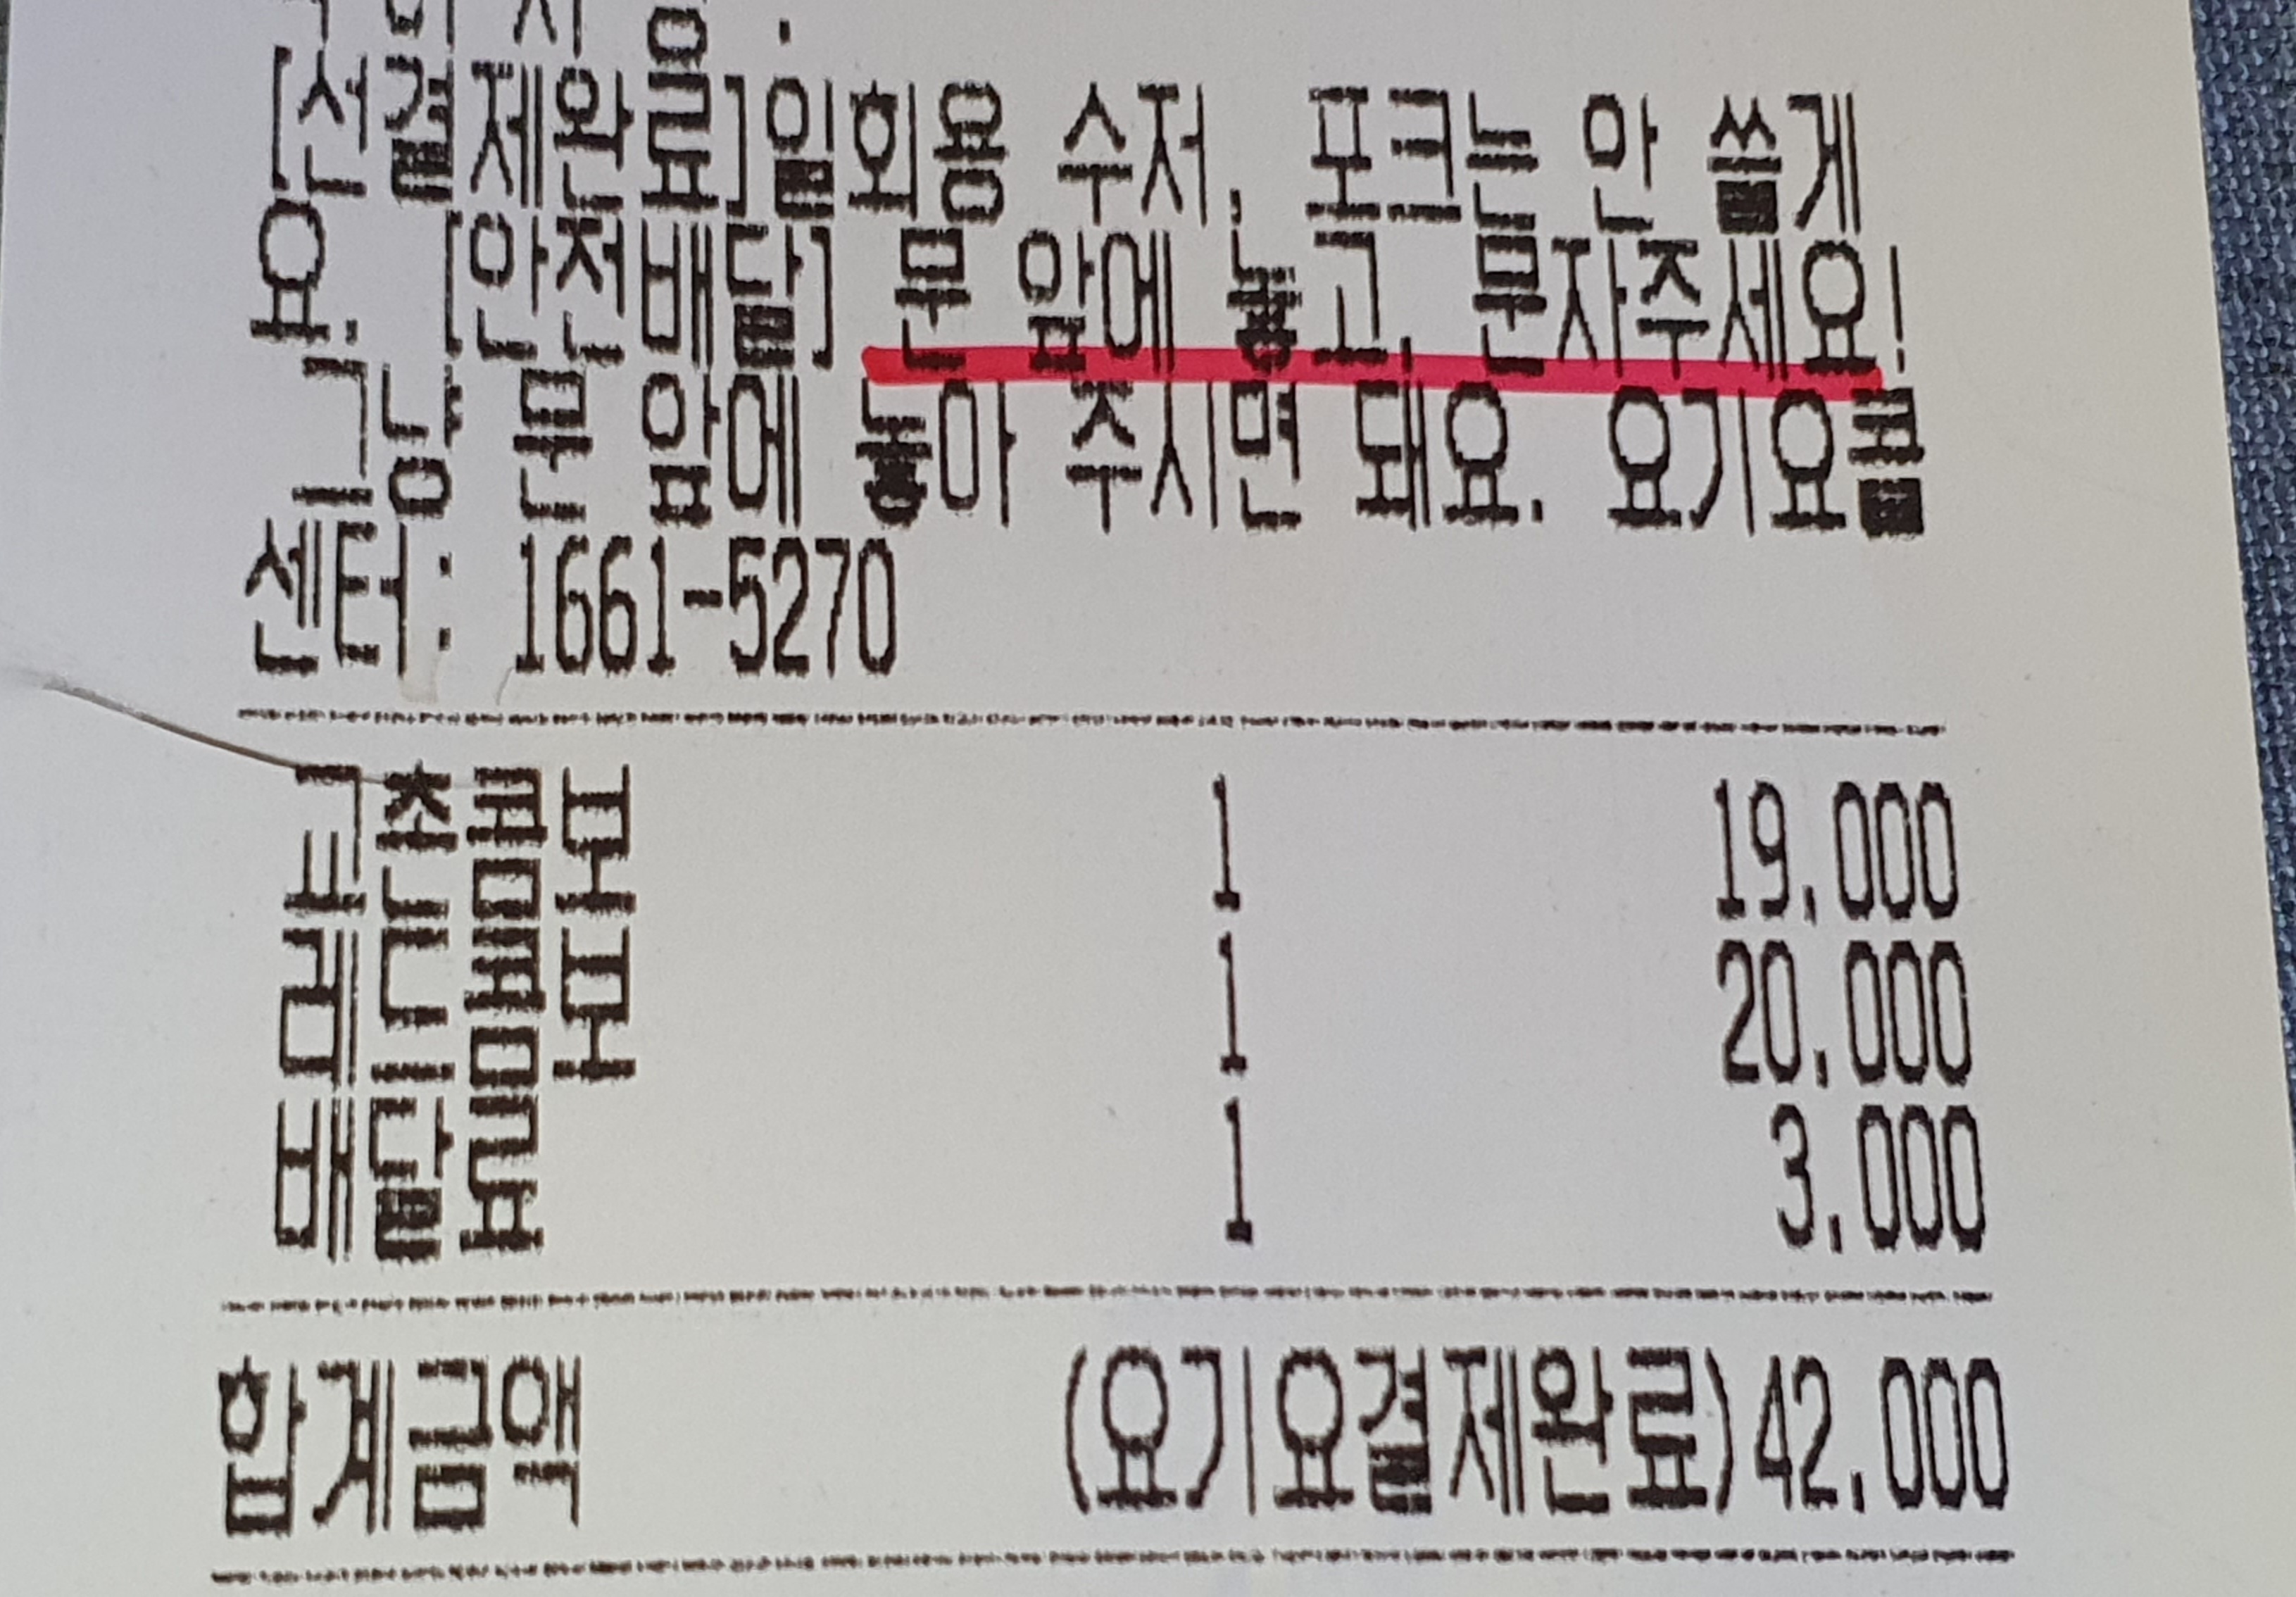 [선결제완료]일회용 수저, 포크는 안 쓸게
요. [안전배달] 문 앞에 놓고, 문자주세요!
그냥 문 앞에 놓아 주시면 돼요. 요기요콜
센터: 1661-5270
교촌콤보 1 19,000
레드콤보 1 20,000
배달료 1 3,000
합계금액 (요기요결제완료)42,000